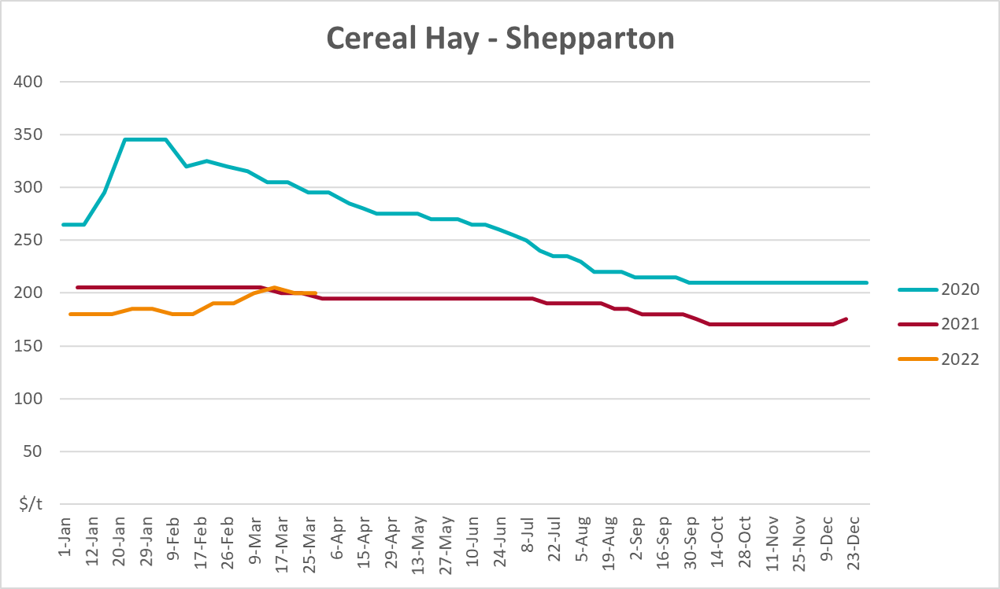 Cereal Hay - Shepparton
400
350
300
250
200
150
100
50
$/t
1-Jan
12-Jan
20-Jan
29-Jan
9-Feb
17-Feb
26-Feb
9-Mar
17-Mar
25-Mar
6-Apr
15-Apr
29-Apr
13-May
27-May
10-Jun
24-Jun
8-Jul
22-Jul
5-Aug
19-Aug
2-Sep
16-Sep
30-Sep
14-Oct
28-Oct
11-Nov
25-Nov
9-Dec
23-Dec
2020
2021
2022